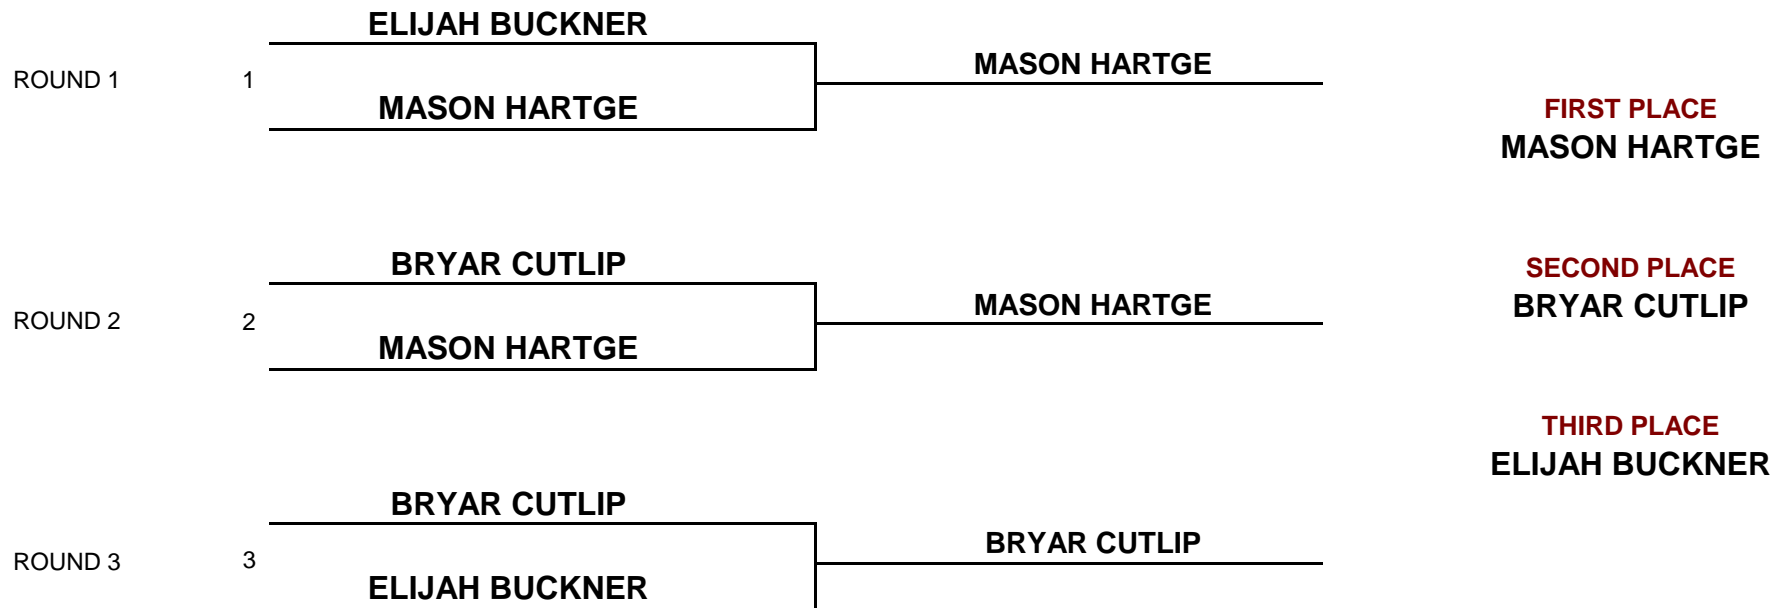 ELIJAH BUCKNER
ROUND 1
1
MASON HARTGE
MASON HARTGE
FIRST PLACE
MASON HARTGE
BRYAR CUTLIP
ROUND 2
2
MASON HARTGE
MASON HARTGE
SECOND PLACE
BRYAR CUTLIP
THIRD PLACE
ELIJAH BUCKNER
BRYAR CUTLIP
ROUND 3
3
BRYAR CUTLIP
ELIJAH BUCKNER